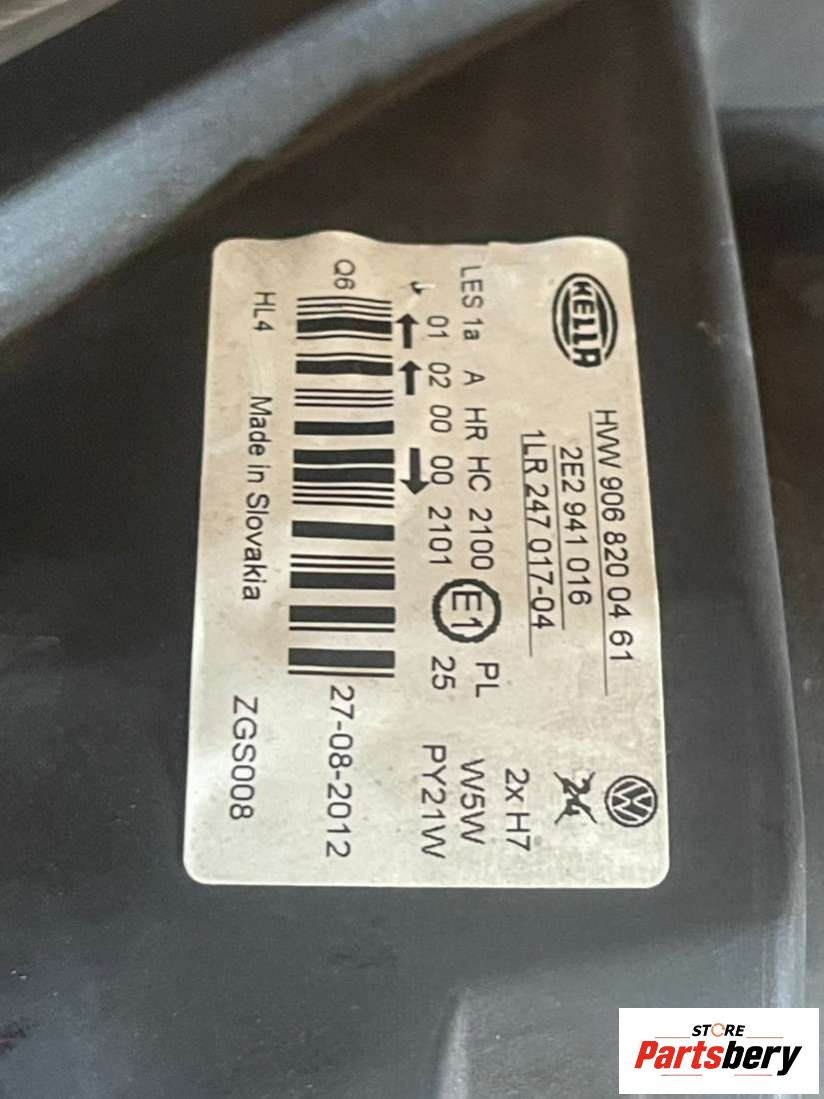 HELLA
HVW 906 820 04 61
2E2 941 016
1LR 247 017-04
2x H7
LES 1a A HR HC 2100 E1 PL W5W
01 02 00 00 2101 25 PY21W
Q6 27-08-2012
HL4 Made in Slovakia ZGS008
STORE
Partsbery